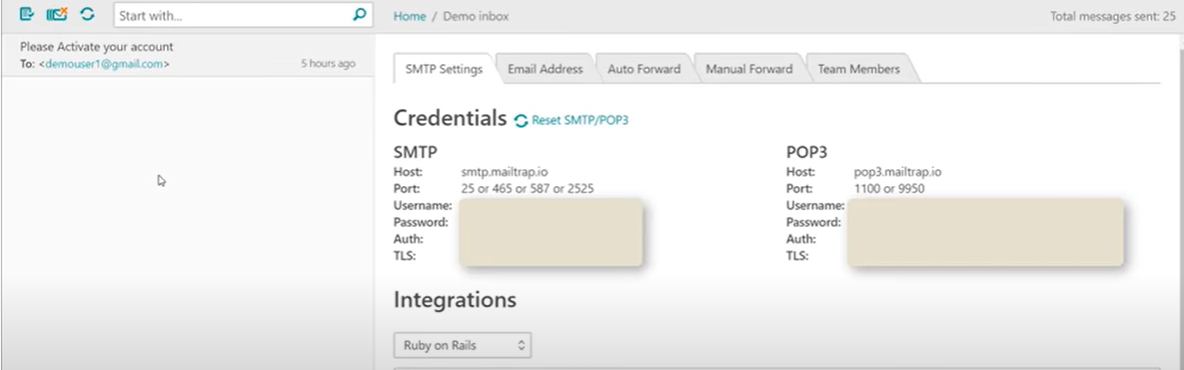 Start with...
Home / Demo inbox
Total messages sent: 25
Please Activate your account
To: <demouser1@gmail.com>
5 hours ago
SMTP Settings
Email Address
Auto Forward
Manual Forward
Team Members
Credentials
Reset SMTP/POP3
SMTP
Host: smtp.mailtrap.io
Port: 25 or 465 or 587 or 2525
Username:
Password:
Auth:
TLS:
POP3
Host: pop3.mailtrap.io
Port: 1100 or 9950
Username:
Password:
Auth:
TLS:
Integrations
Ruby on Rails